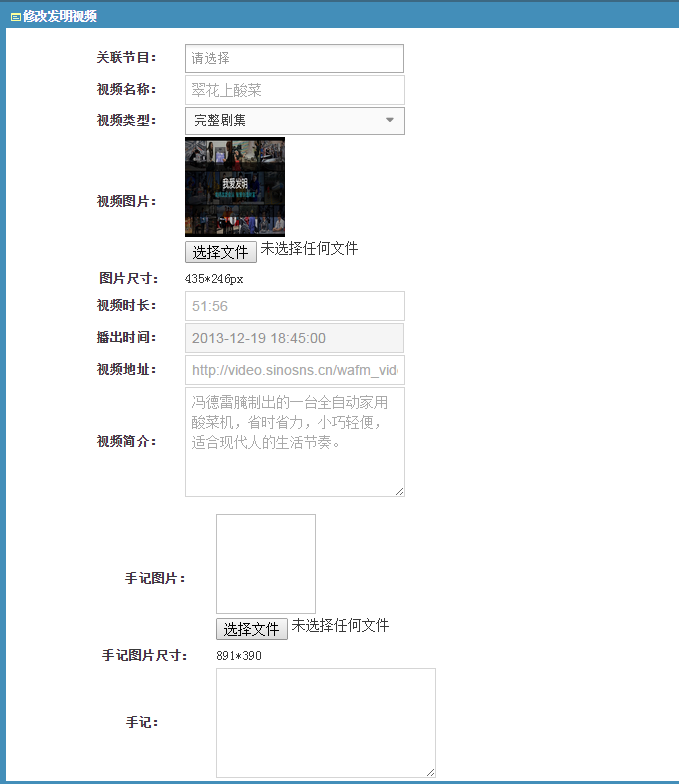 修改发明视频
关联节目： 请选择
视频名称： 翠花上酸菜
视频类型： 完整剧集
我爱发明
视频图片：
选择文件 未选择任何文件
图片尺寸： 435*246px
视频时长： 51:56
播出时间： 2013-12-19 18:45:00
视频地址： http://video.sinosns.cn/wafm_vide
冯德雷腌制出的一台全自动家用
酸菜机，省时省力，小巧轻便，
视频简介： 适合现代人的生活节奏。
手记图片：
选择文件 未选择任何文件
手记图片尺寸： 891*390
手记：